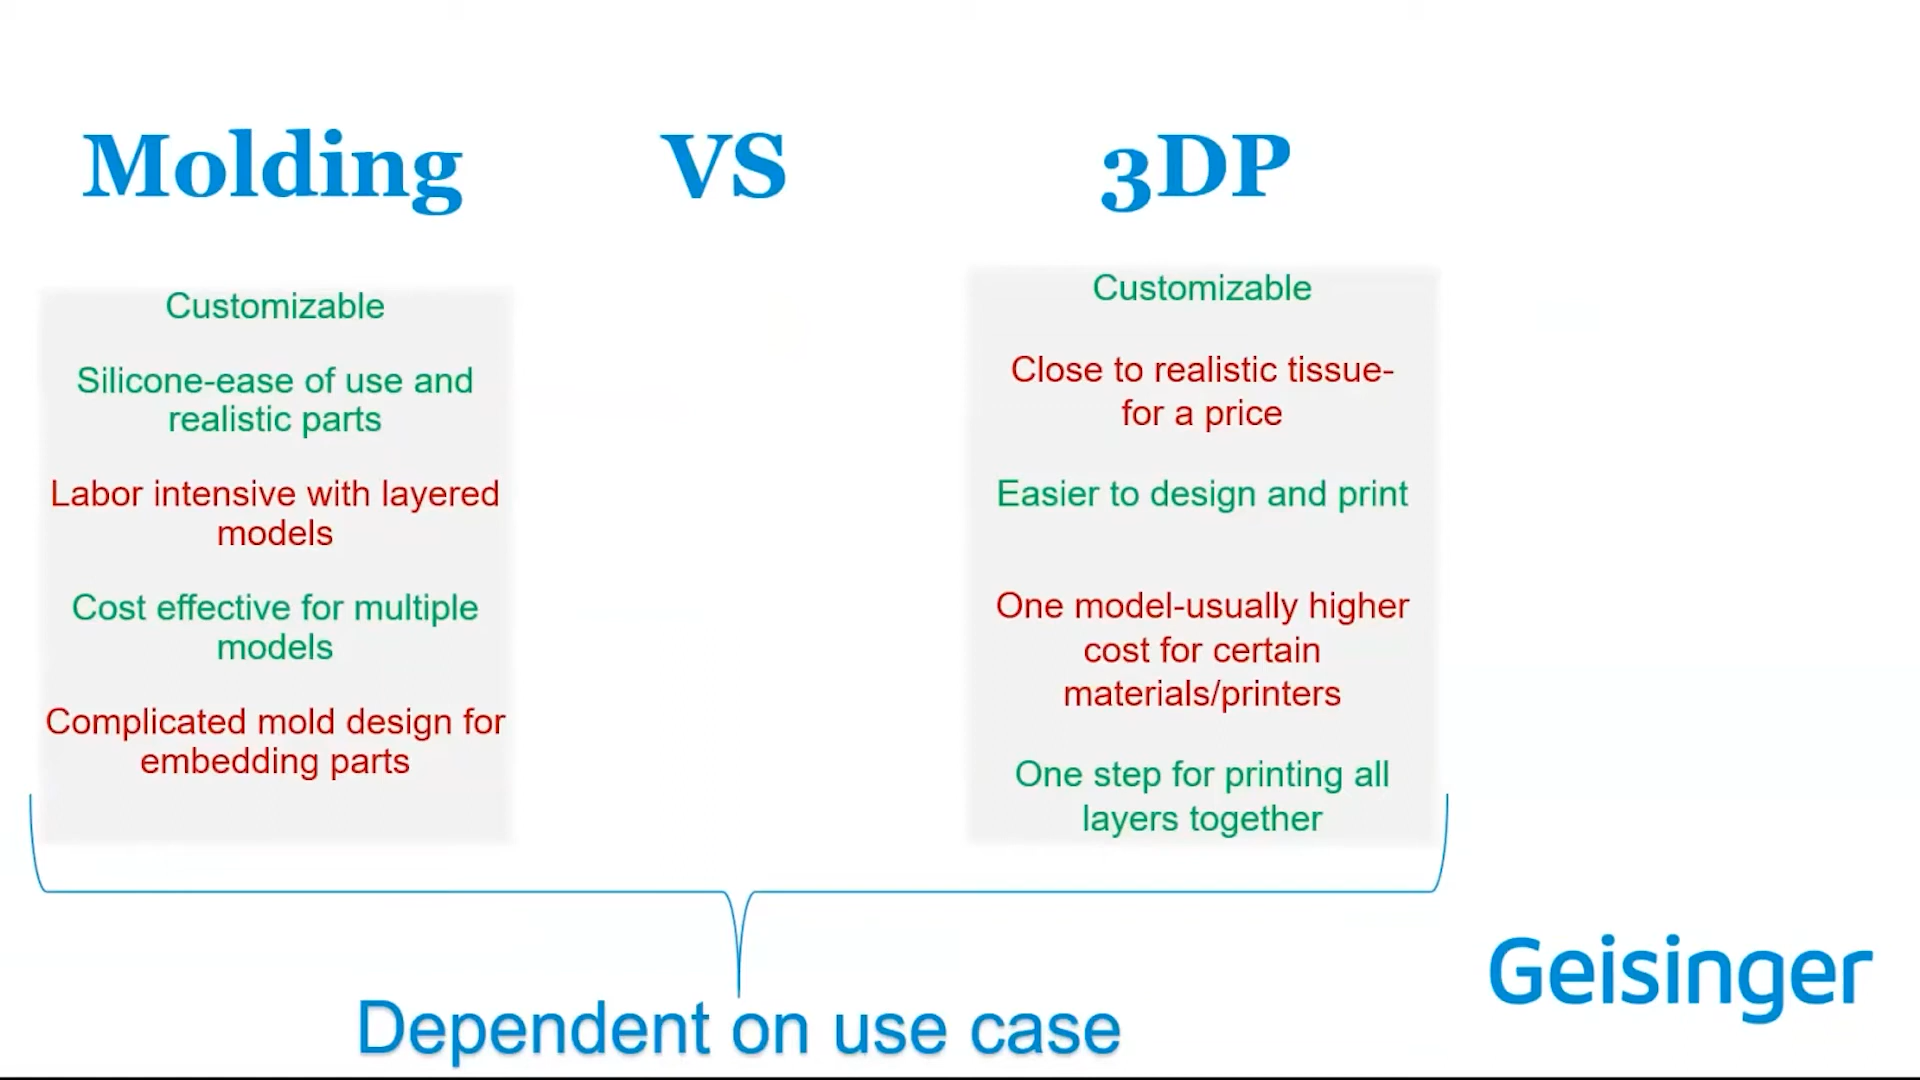 Molding VS 3DP
Customizable
Silicone-ease of use and
realistic parts
Labor intensive with layered
models
Cost effective for multiple
models
Complicated mold design for
embedding parts
Customizable
Close to realistic tissue-
for a price
Easier to design and print
One model-usually higher
cost for certain
materials/printers
One step for printing all
layers together
Dependent on use case
Geisinger